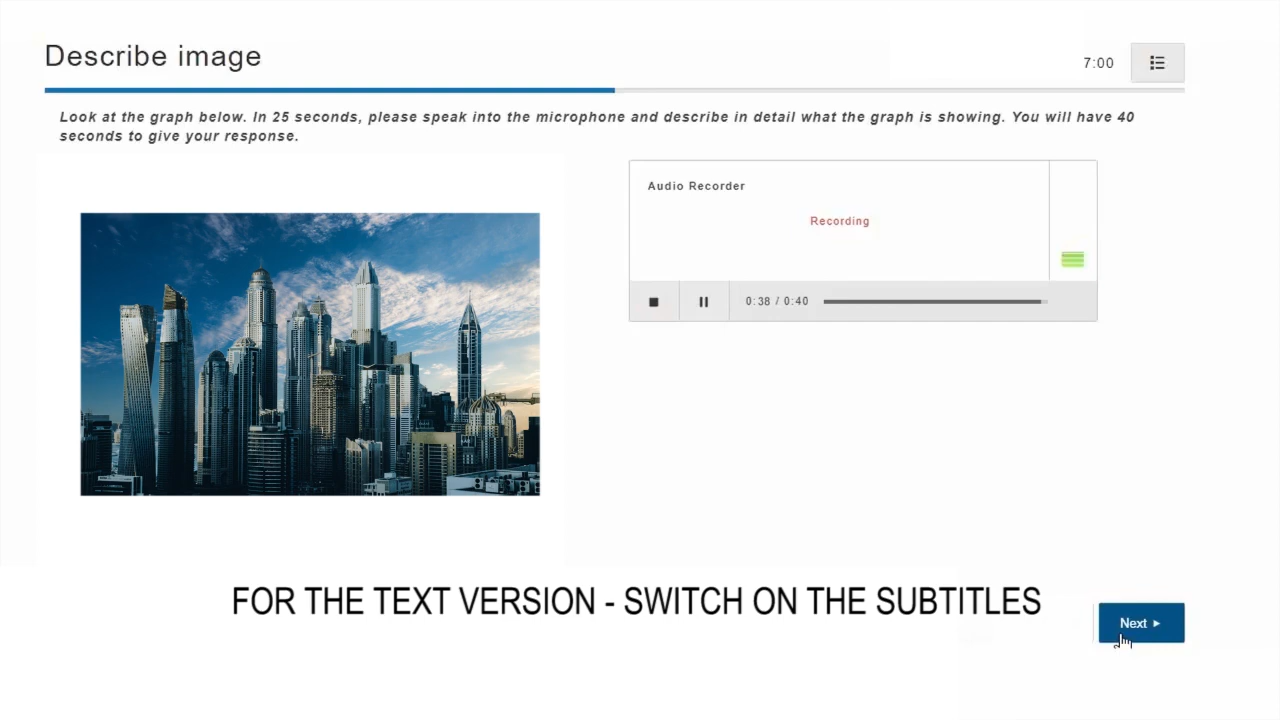 Describe image
7:00
Look at the graph below. In 25 seconds, please speak into the microphone and describe in detail what the graph is showing. You will have 40
seconds to give your response.
Audio Recorder
Recording
0:38 / 0:40
FOR THE TEXT VERSION - SWITCH ON THE SUBTITLES
Next